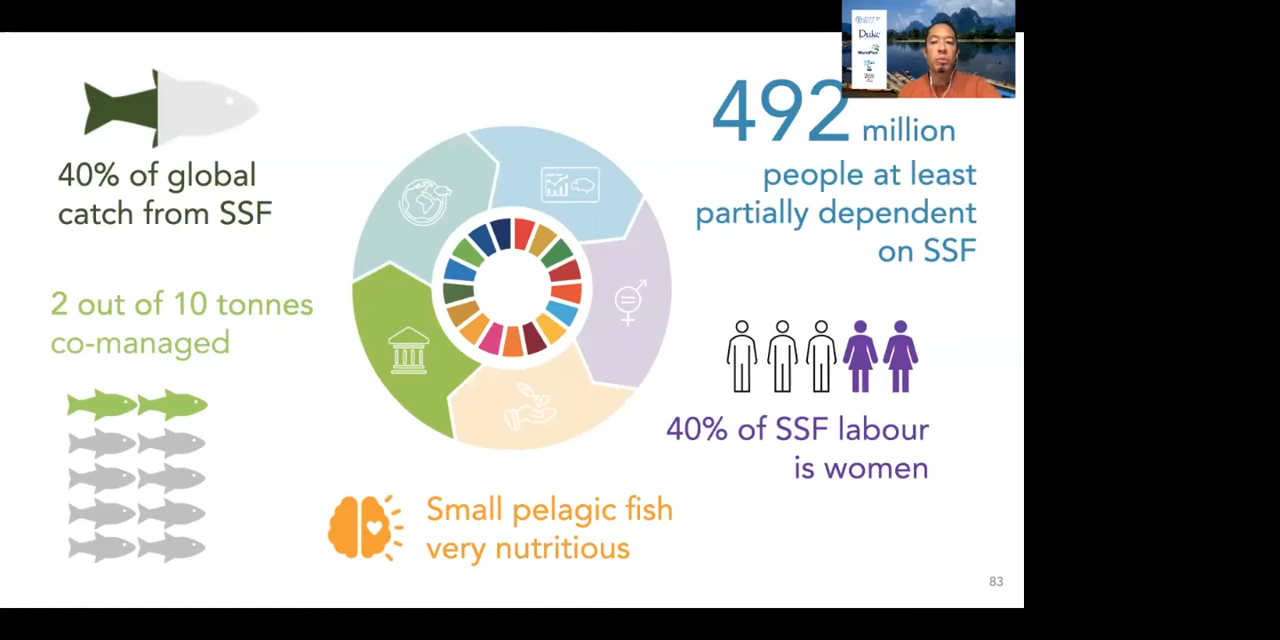 Duke
40% of global
catch from SSF
492 million
people at least
partially dependent
on SSF
2 out of 10 tonnes
co-managed
40% of SSF labour
is women
Small pelagic fish
very nutritious
83